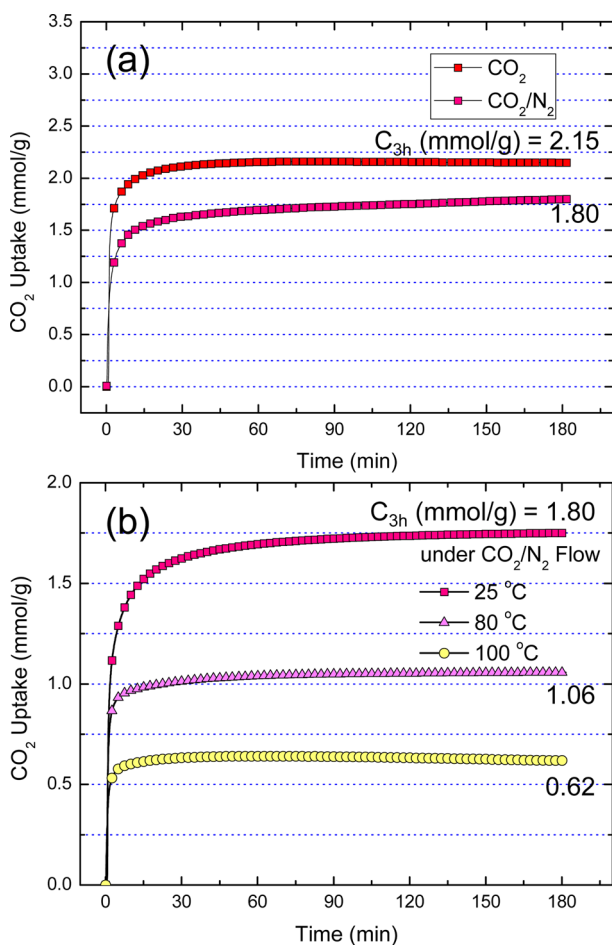 (a)
CO₂
CO₂/N₂
C₃ₕ (mmol/g) = 2.15
1.80
3.5
3.0
2.5
2.0
1.5
1.0
0.5
0.0
CO₂ Uptake (mmol/g)
0 30 60 90 120 150 180
Time (min)
(b)
C₃ₕ (mmol/g) = 1.80
under CO₂/N₂ Flow
25 °C
80 °C
100 °C
1.06
0.62
2.0
1.5
1.0
0.5
0.0
CO₂ Uptake (mmol/g)
0 30 60 90 120 150 180
Time (min)